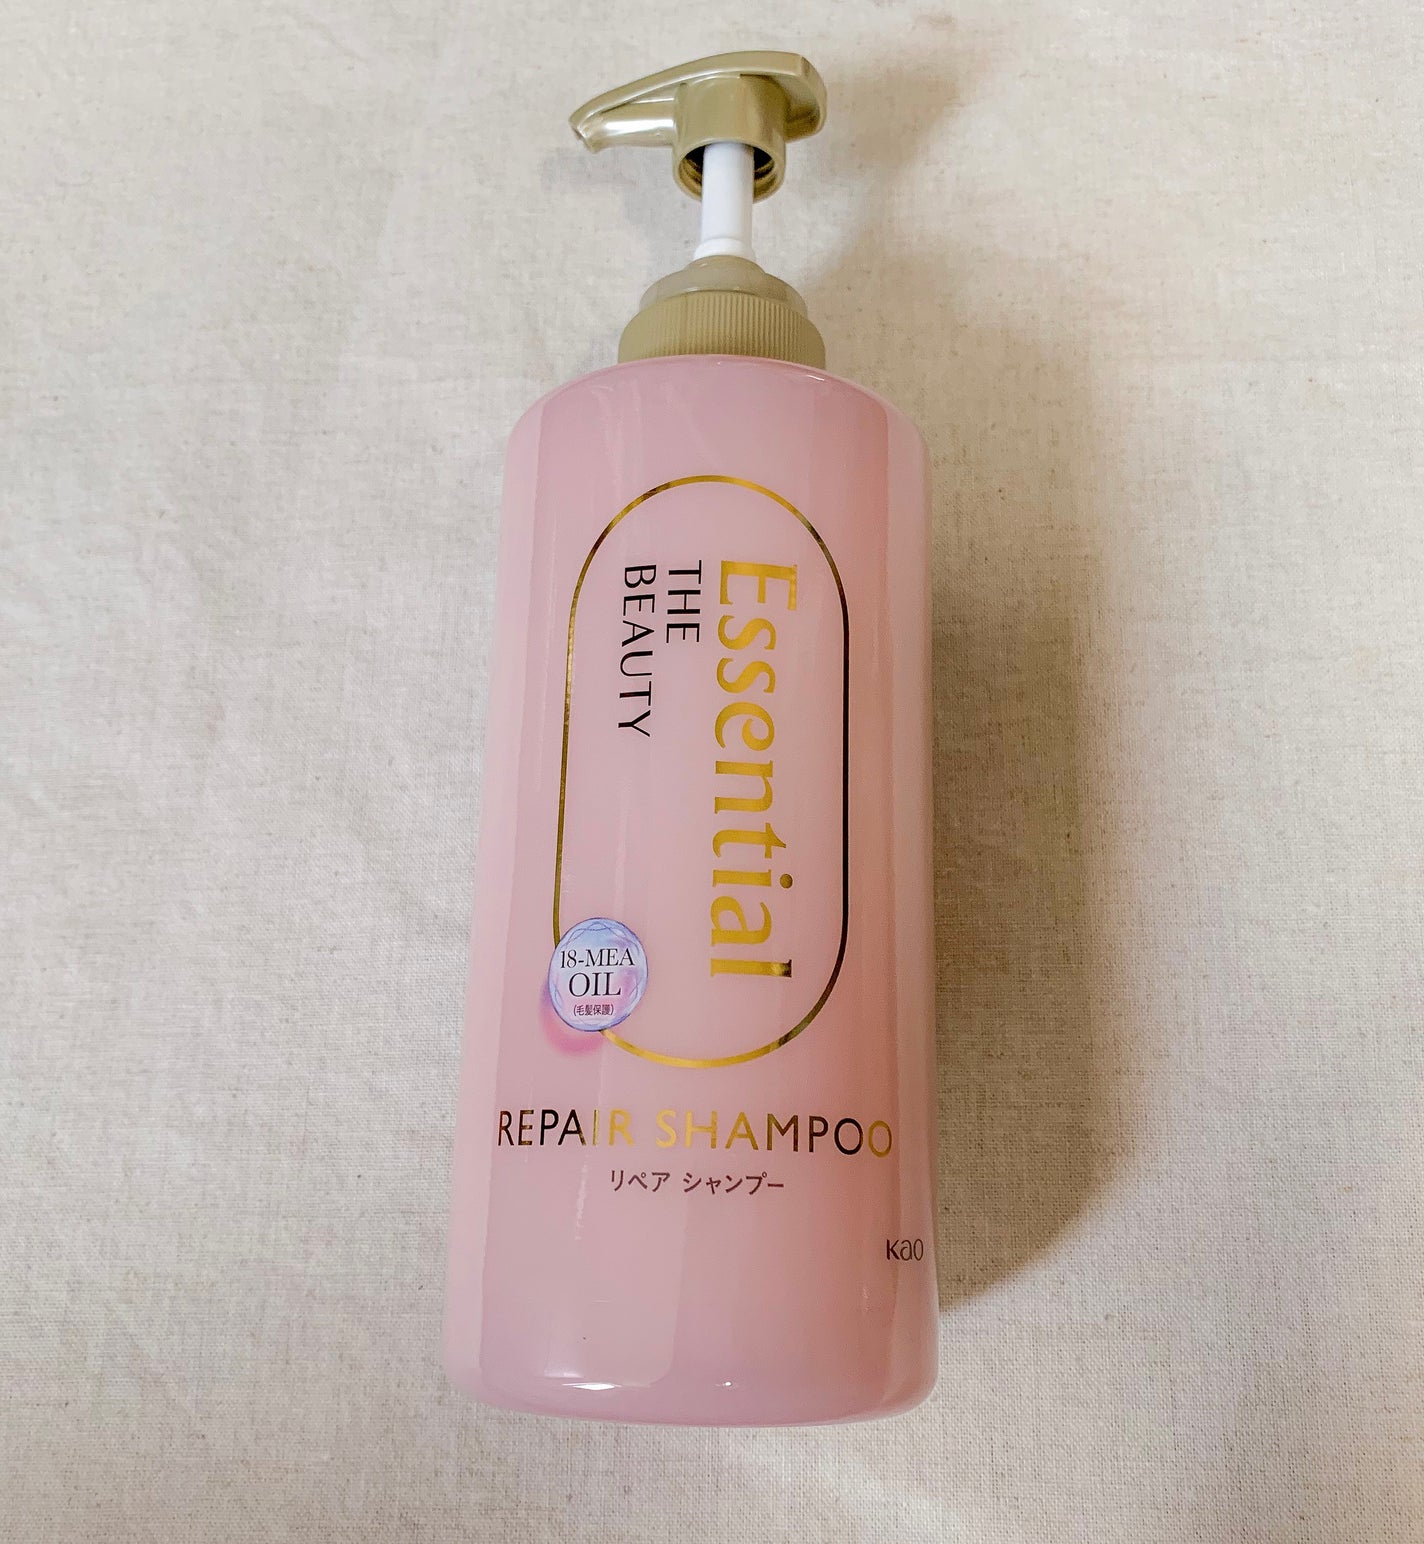 Essential
THE
BEAUTY
18-MEA
OIL
(毛髪保護)
REPAIR SHAMPOO
リペア シャンプー
Kao